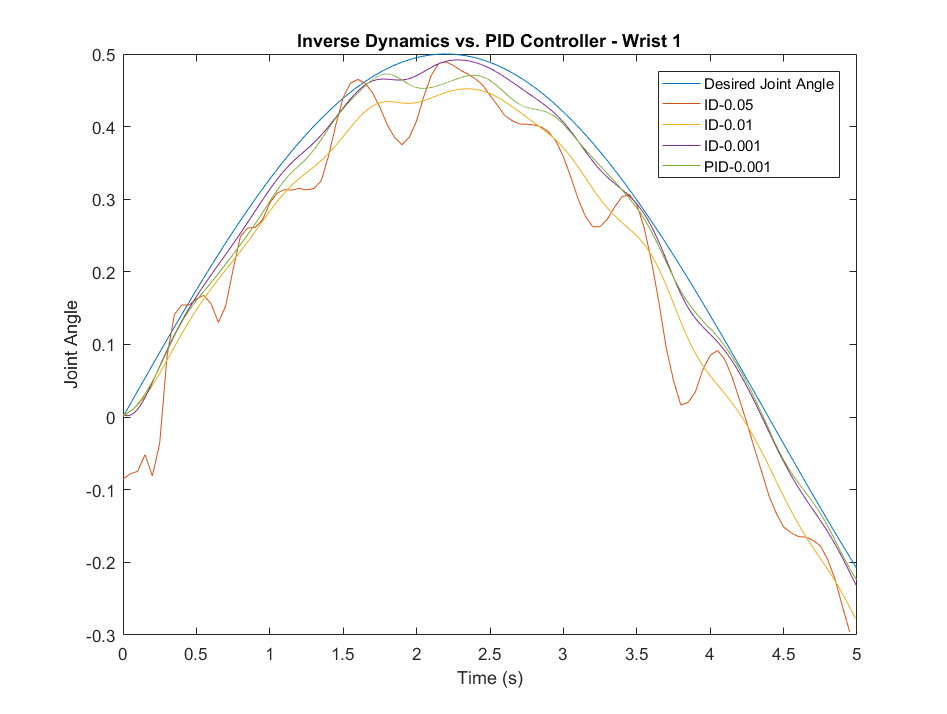 Inverse Dynamics vs. PID Controller - Wrist 1
0.5
0.4
0.3
0.2
0.1
0
-0.1
-0.2
-0.3
Joint Angle
Desired Joint Angle
ID-0.05
ID-0.01
ID-0.001
PID-0.001
0 0.5 1 1.5 2 2.5 3 3.5 4 4.5 5
Time (s)